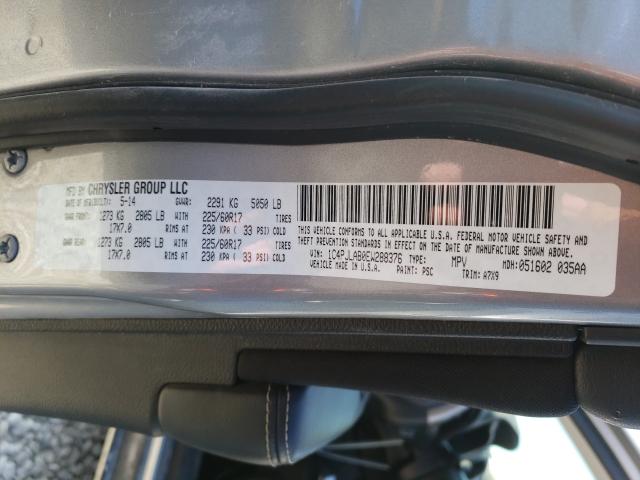 MFD BY CHRYSLER GROUP LLC
DATE OF MFR 5-14 GVWR: 2291 KG 5050 LB
GAWR FRONT: 1273 KG 2805 LB WITH 225/60R17 TIRES
17X7.0 RIMS AT 230 KPA ( 33 PSI) COLD
GAWR REAR: 1273 KG 2805 LB WITH 225/60R17 TIRES
17X7.0 RIMS AT 230 KPA ( 33 PSI) COLD
THIS VEHICLE CONFORMS TO ALL APPLICABLE U.S.A. FEDERAL MOTOR VEHICLE SAFETY AND
THEFT PREVENTION STANDARDS IN EFFECT ON THE DATE OF MANUFACTURE SHOWN ABOVE.
VIN: 1C4PJLAB0EW288376 TYPE: MPV MDH: 051602 035AA
VEHICLE MADE IN U.S.A. PAINT: PSC TRIM: A7X9